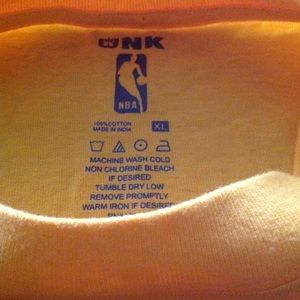 UNK
NBA
100% COTTON
MADE IN INDIA
XL
MACHINE WASH COLD
NON CHLORINE BLEACH
IF DESIRED
TUMBLE DRY LOW
REMOVE PROMPTLY
WARM IRON IF DESIRED